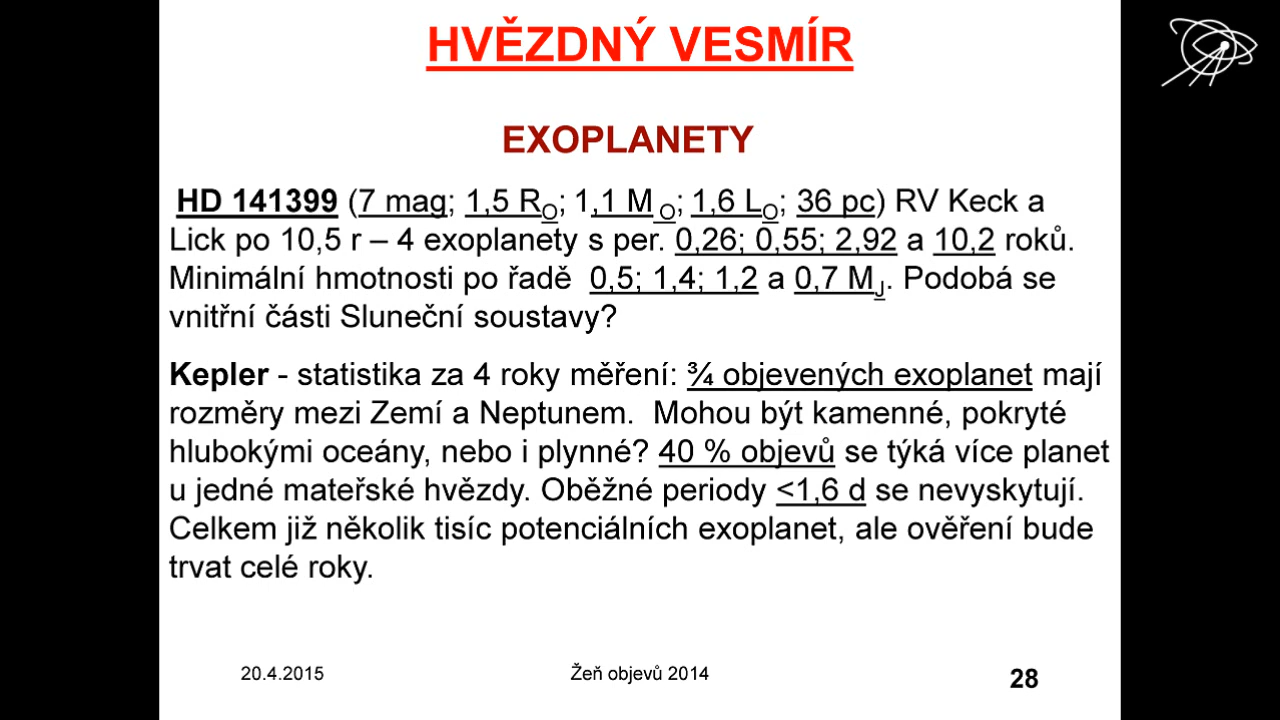 HVĚZDNÝ VESMÍR
EXOPLANETY
HD 141399 (7 mag; 1,5 RO; 1,1 M O; 1,6 LO; 36 pc) RV Keck a
Lick po 10,5 r – 4 exoplanety s per. 0,26; 0,55; 2,92 a 10,2 roků.
Minimální hmotnosti po řadě 0,5; 1,4; 1,2 a 0,7 MJ. Podobá se
vnitřní části Sluneční soustavy?
Kepler - statistika za 4 roky měření: ¾ objevených exoplanet mají
rozměry mezi Zemí a Neptunem. Mohou být kamenné, pokryté
hlubokými oceány, nebo i plynné? 40 % objevů se týká více planet
u jedné mateřské hvězdy. Oběžné periody <1,6 d se nevyskytují.
Celkem již několik tisíc potenciálních exoplanet, ale ověření bude
trvat celé roky.
20.4.2015
Žeň objevů 2014
28